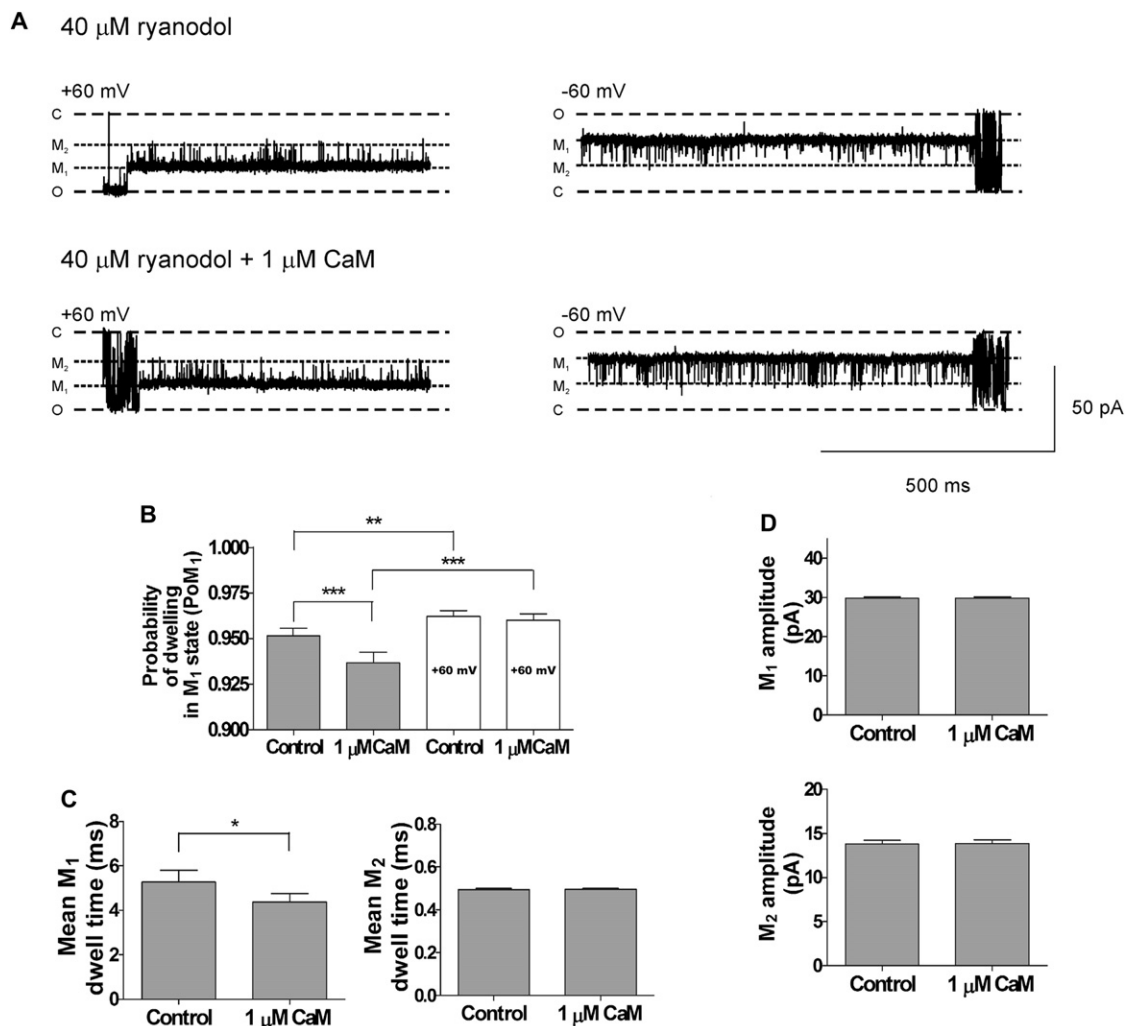 A 40 μM ryanodol
+60 mV
C
M₂
M₁
O
-60 mV
O
M₁
M₂
C
40 μM ryanodol + 1 μM CaM
+60 mV
C
M₂
M₁
O
-60 mV
O
M₁
M₂
C
50 pA
500 ms
B
Probability
of dwelling
in M₁ state (PoM₁)
1.000
0.975
0.950
0.925
0.900
**
***
***
+60 mV
+60 mV
Control
1 μMCaM
Control
1 μMCaM
C
Mean M₁
dwell time (ms)
8
6
4
2
0
*
Control
1 μMCaM
Mean M₂
dwell time (ms)
0.8
0.6
0.4
0.2
0.0
Control
1 μMCaM
D
M₁ amplitude
(pA)
40
30
20
10
0
Control
1 μM CaM
M₂ amplitude
(pA)
20
15
10
5
0
Control
1 μM CaM